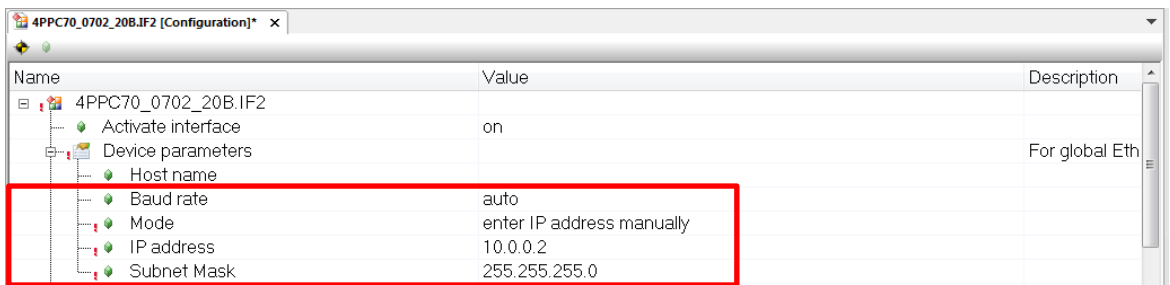 4PPC70_0702_20B.IF2 [Configuration]* x
Name Value Description
4PPC70_0702_20B.IF2
Activate interface on
Device parameters For global Eth
Host name
Baud rate auto
Mode enter IP address manually
IP address 10.0.0.2
Subnet Mask 255.255.255.0